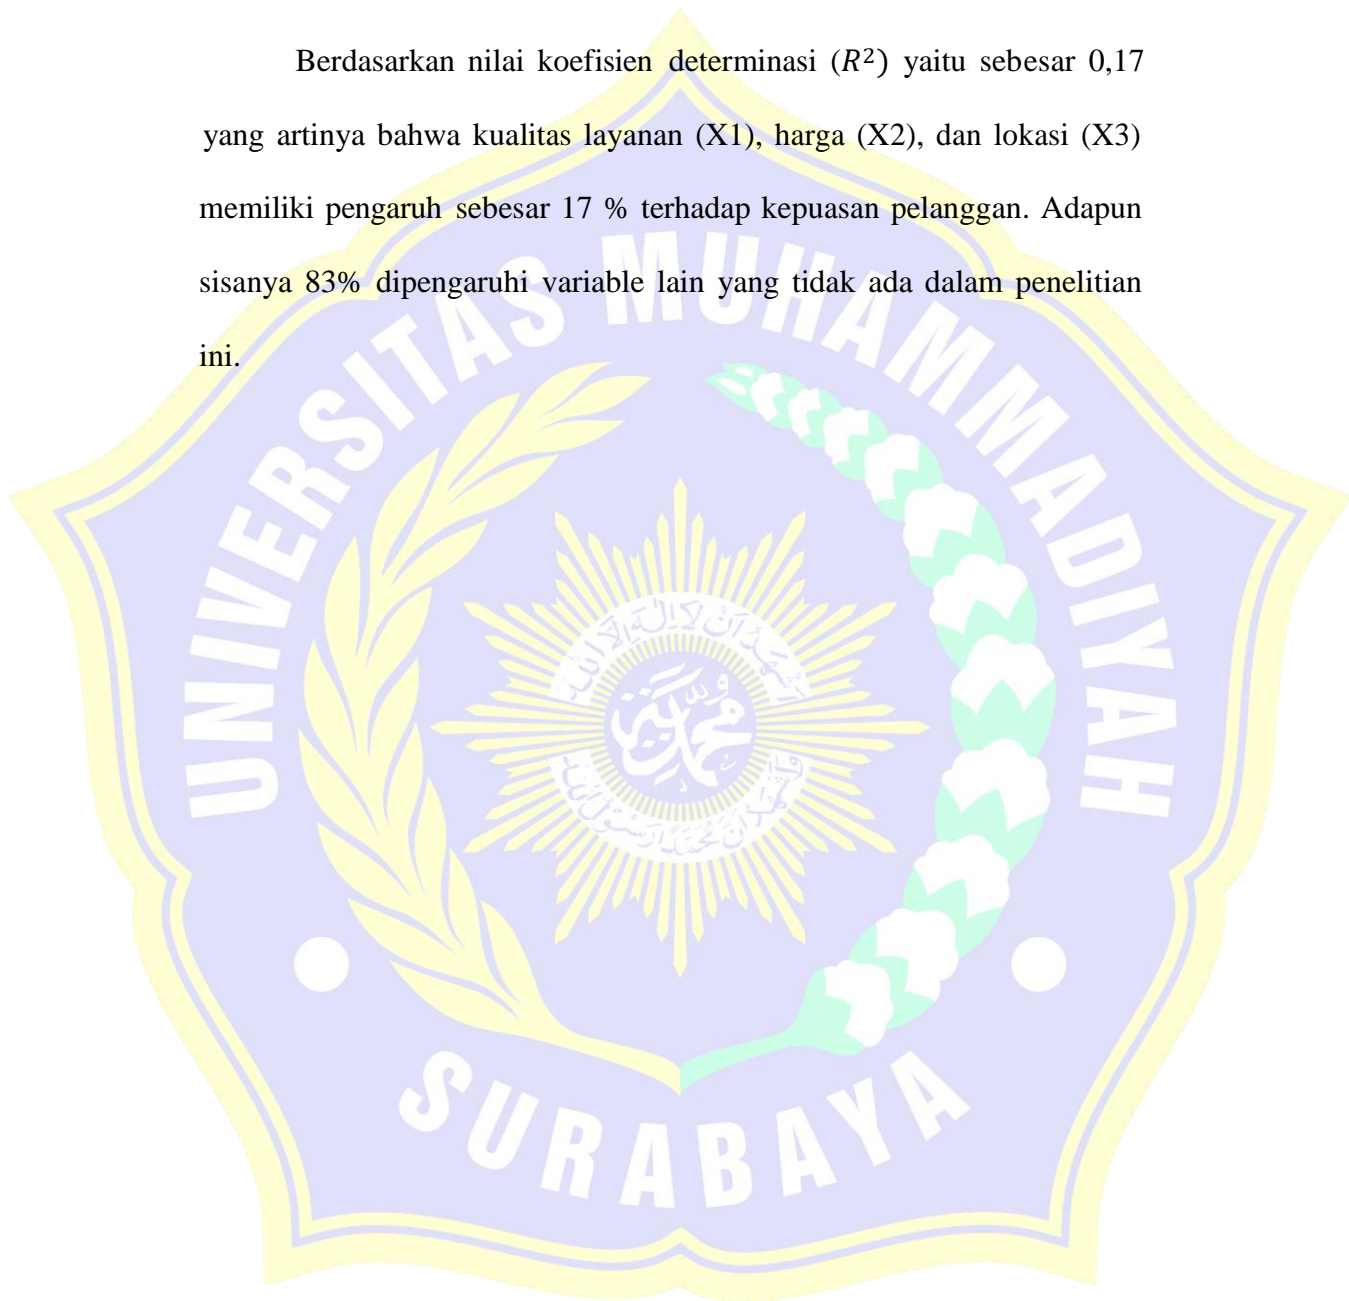 Berdasarkan nilai koefisien determinasi (𝑅²) yaitu sebesar 0,17
yang artinya bahwa kualitas layanan (X1), harga (X2), dan lokasi (X3)
memiliki pengaruh sebesar 17 % terhadap kepuasan pelanggan. Adapun
sisanya 83% dipengaruhi variable lain yang tidak ada dalam penelitian
ini.
UNIVERSITAS MUHAMMADIYAH
SURABAYA